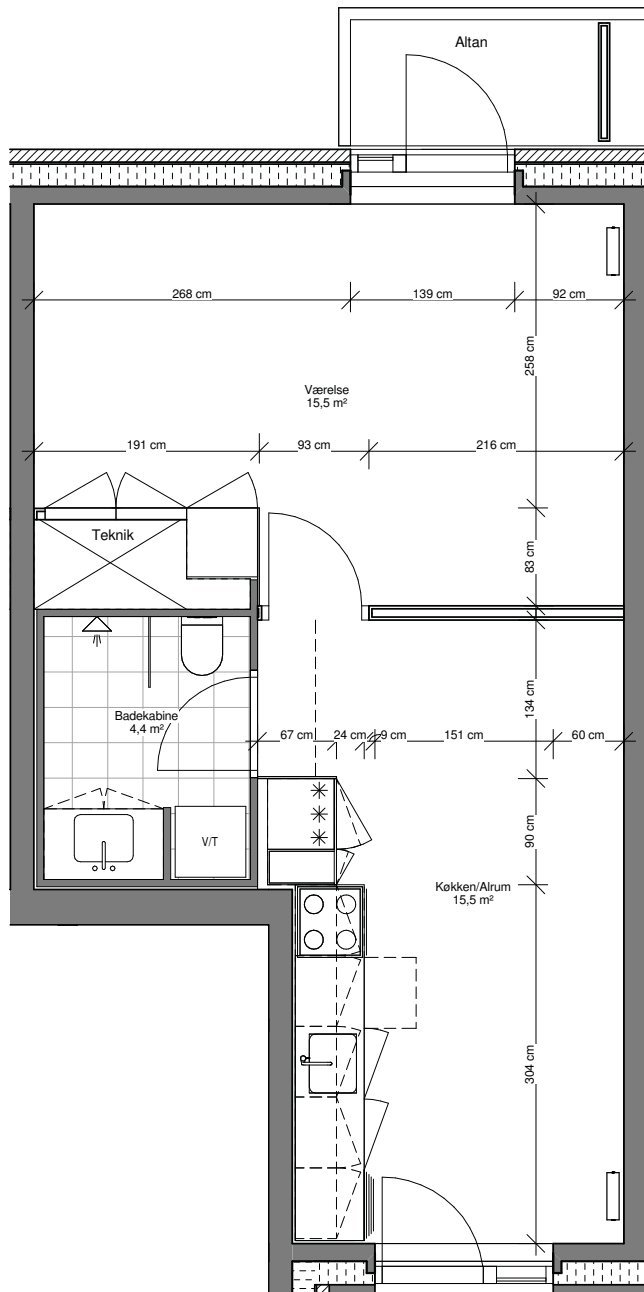 Altan
268 cm
139 cm
92 cm
258 cm
Værelse
15,5 m²
191 cm
93 cm
216 cm
Teknik
83 cm
134 cm
Badekabine
4,4 m²
67 cm
24 cm
9 cm
151 cm
60 cm
V/T
90 cm
Køkken/Alrum
15,5 m²
304 cm